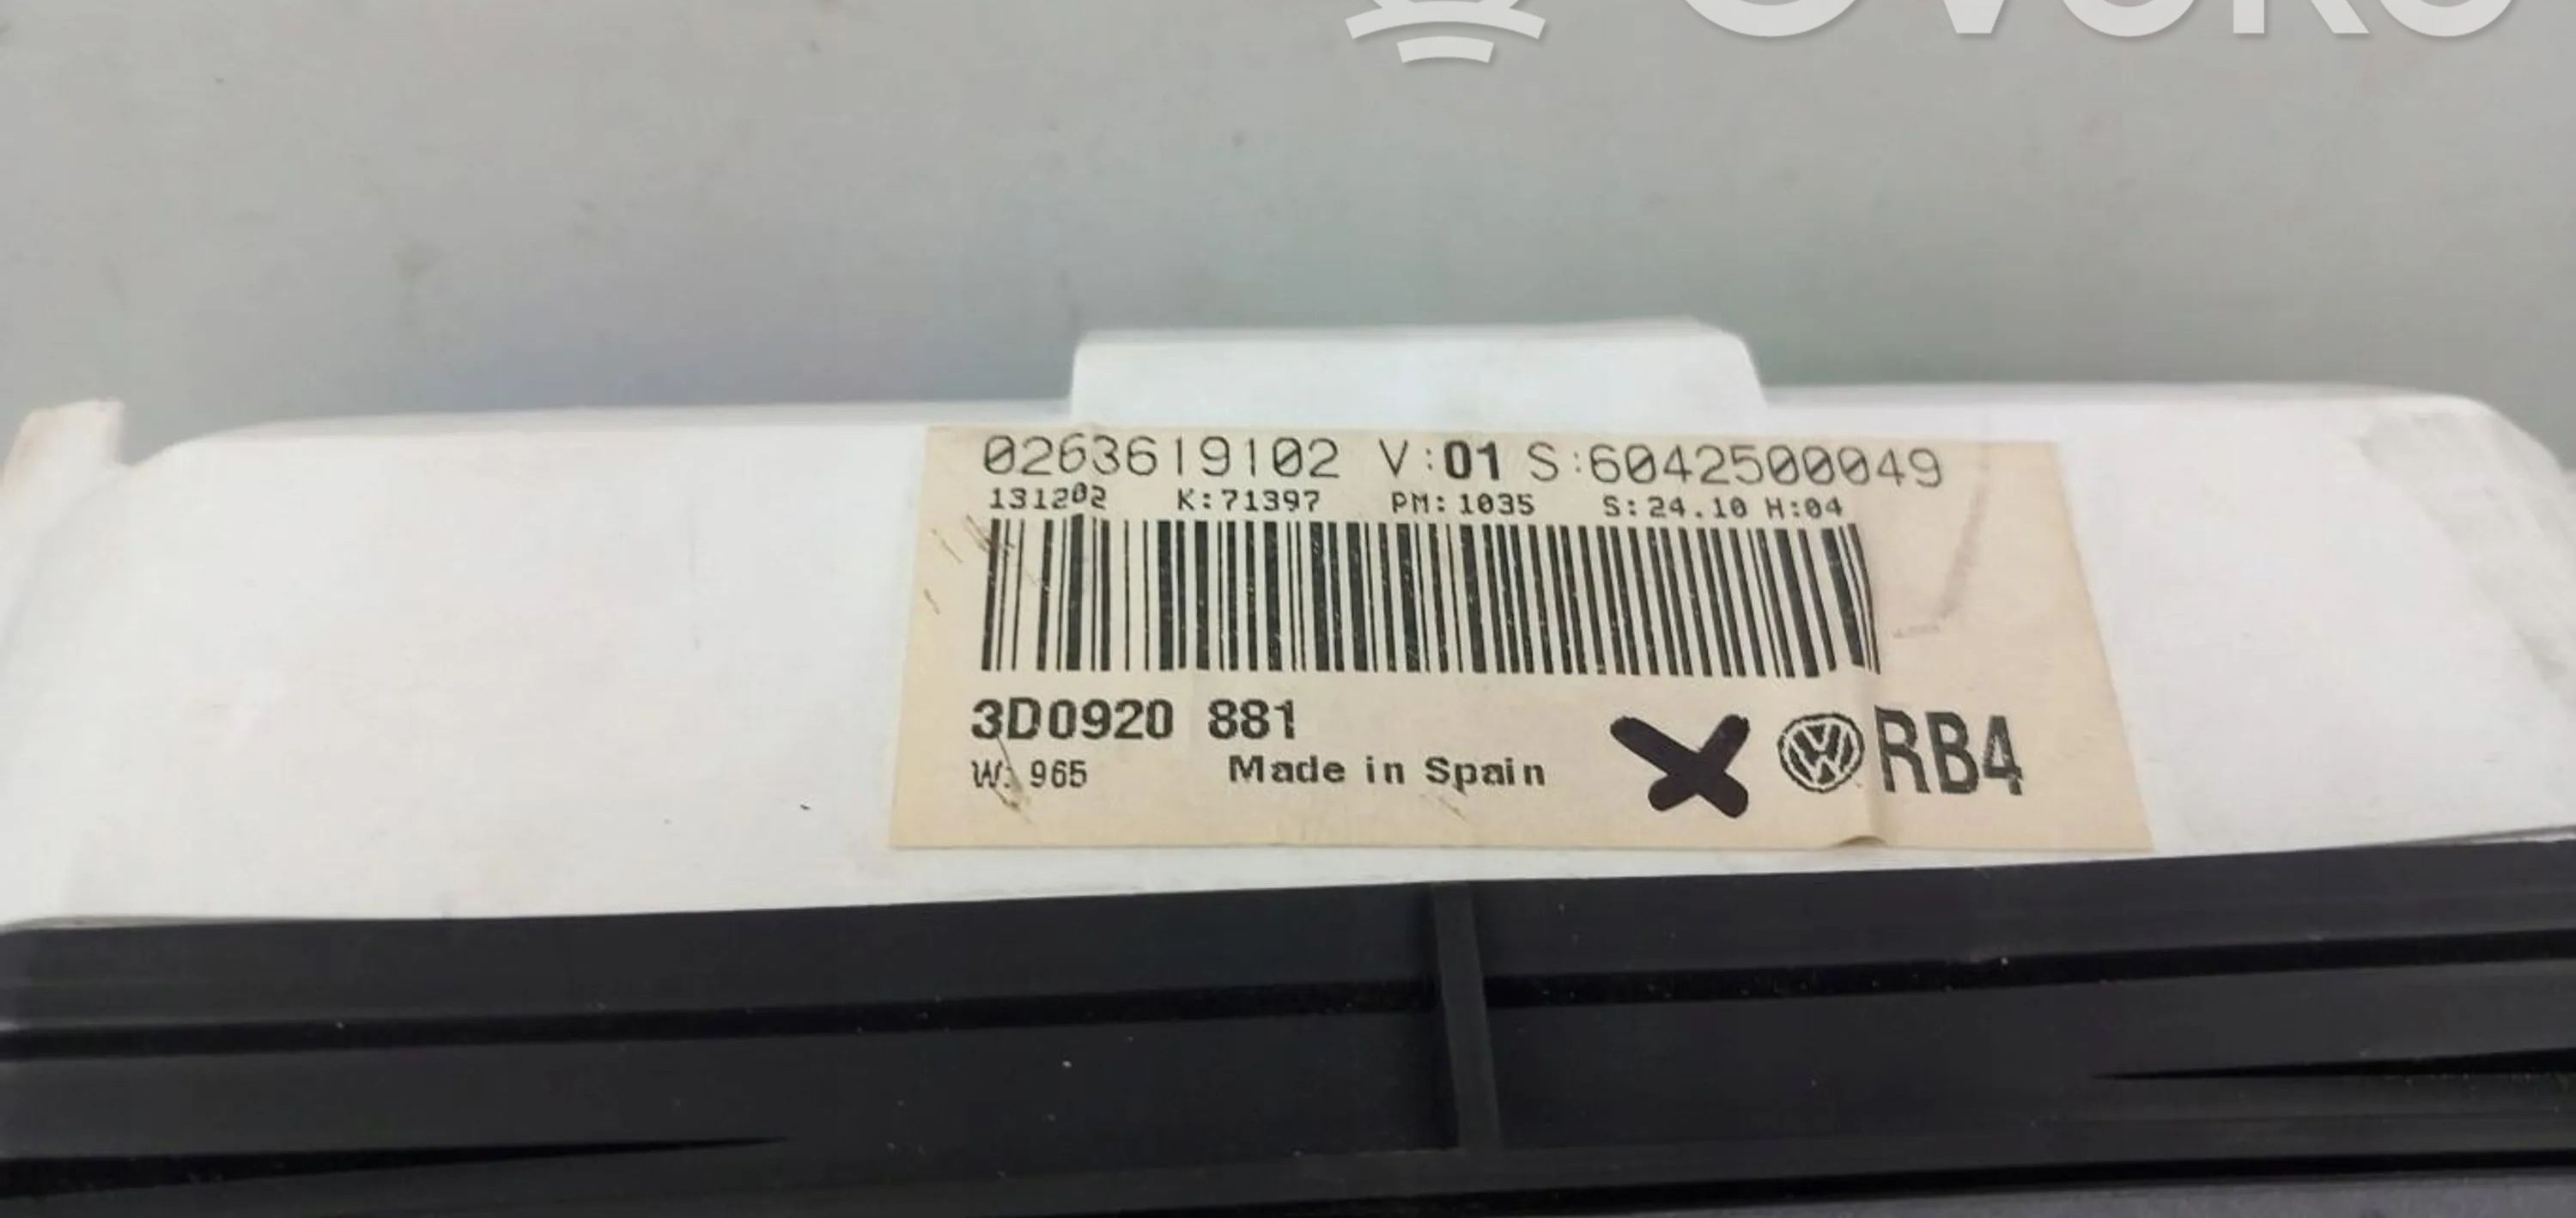 0263619102 V:01 S:6042500049
131202 K:71397 PM:1035 S:24.10 H:04
3D0920 881
W: 965 Made in Spain
RB4